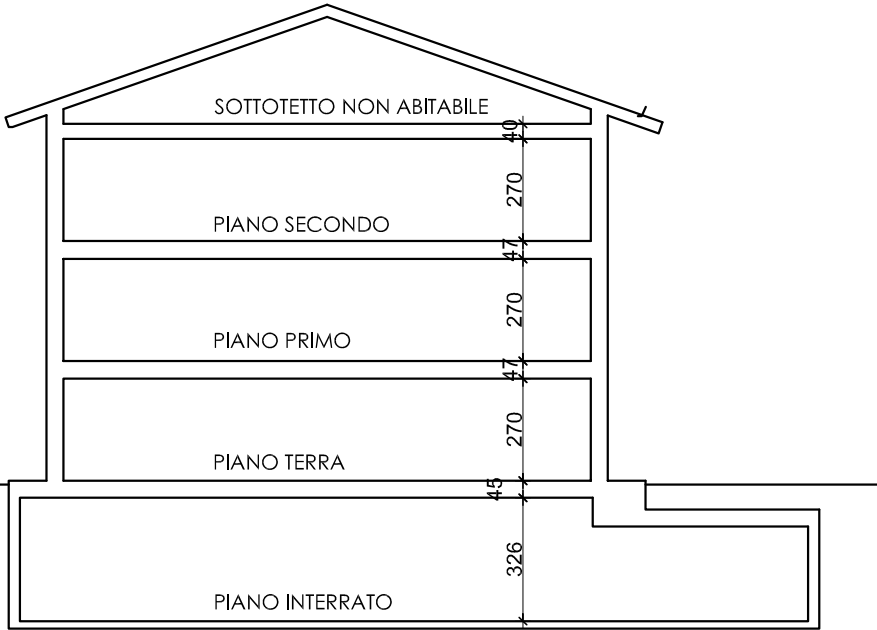 SOTTOTETTO NON ABITABILE
40
270
PIANO SECONDO
47
270
PIANO PRIMO
47
270
PIANO TERRA
45
326
PIANO INTERRATO